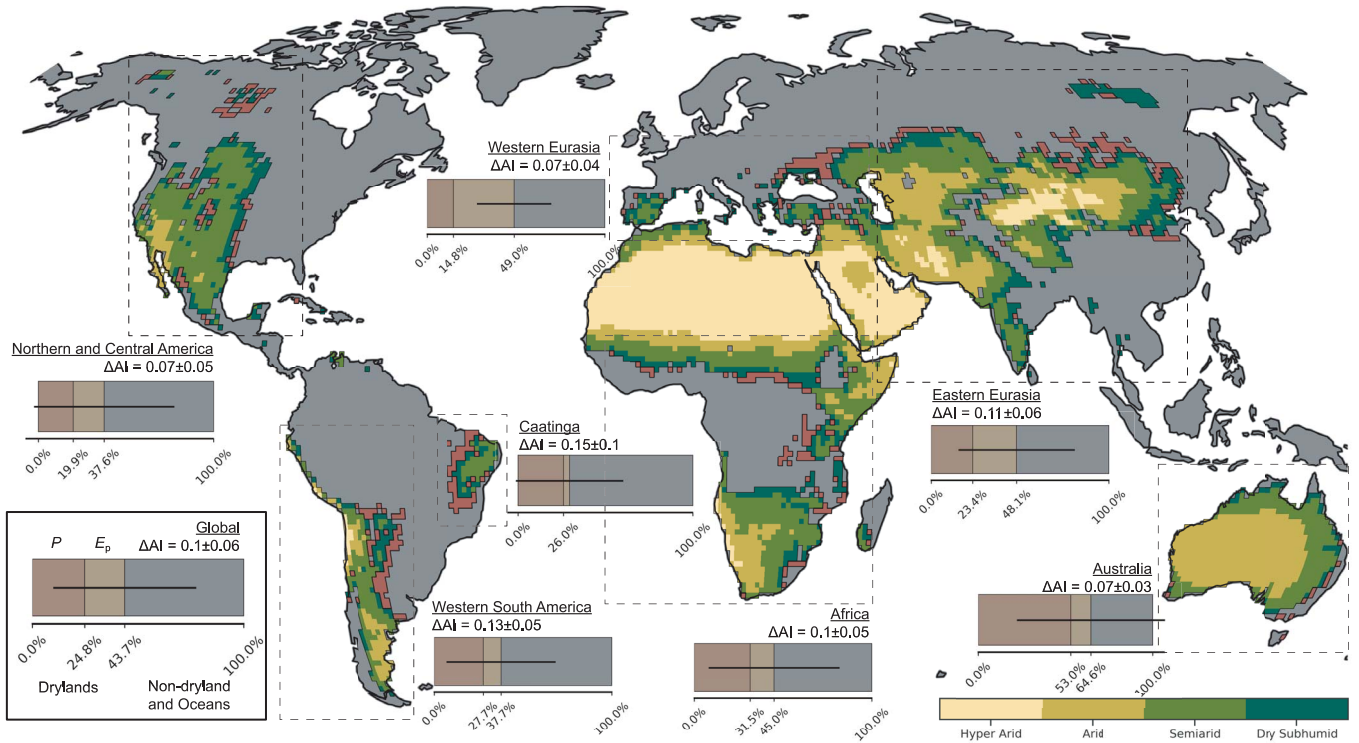 Western Eurasia
ΔAI = 0.07±0.04
0.0%
14.8%
49.0%
100.0%
Northern and Central America
ΔAI = 0.07±0.05
0.0%
19.9%
37.6%
100.0%
Caatinga
ΔAI = 0.15±0.1
0.0%
26.0%
100.0%
Eastern Eurasia
ΔAI = 0.11±0.06
0.0%
23.4%
48.1%
100.0%
Global
P
Ep
ΔAI = 0.1±0.06
0.0%
24.8%
43.7%
100.0%
Drylands
Non-dryland
and Oceans
Western South America
ΔAI = 0.13±0.05
0.0%
27.7%
37.7%
100.0%
Africa
ΔAI = 0.1±0.05
0.0%
31.5%
45.0%
100.0%
Australia
ΔAI = 0.07±0.03
0.0%
53.0%
64.6%
100.0%
Hyper Arid
Arid
Semiarid
Dry Subhumid